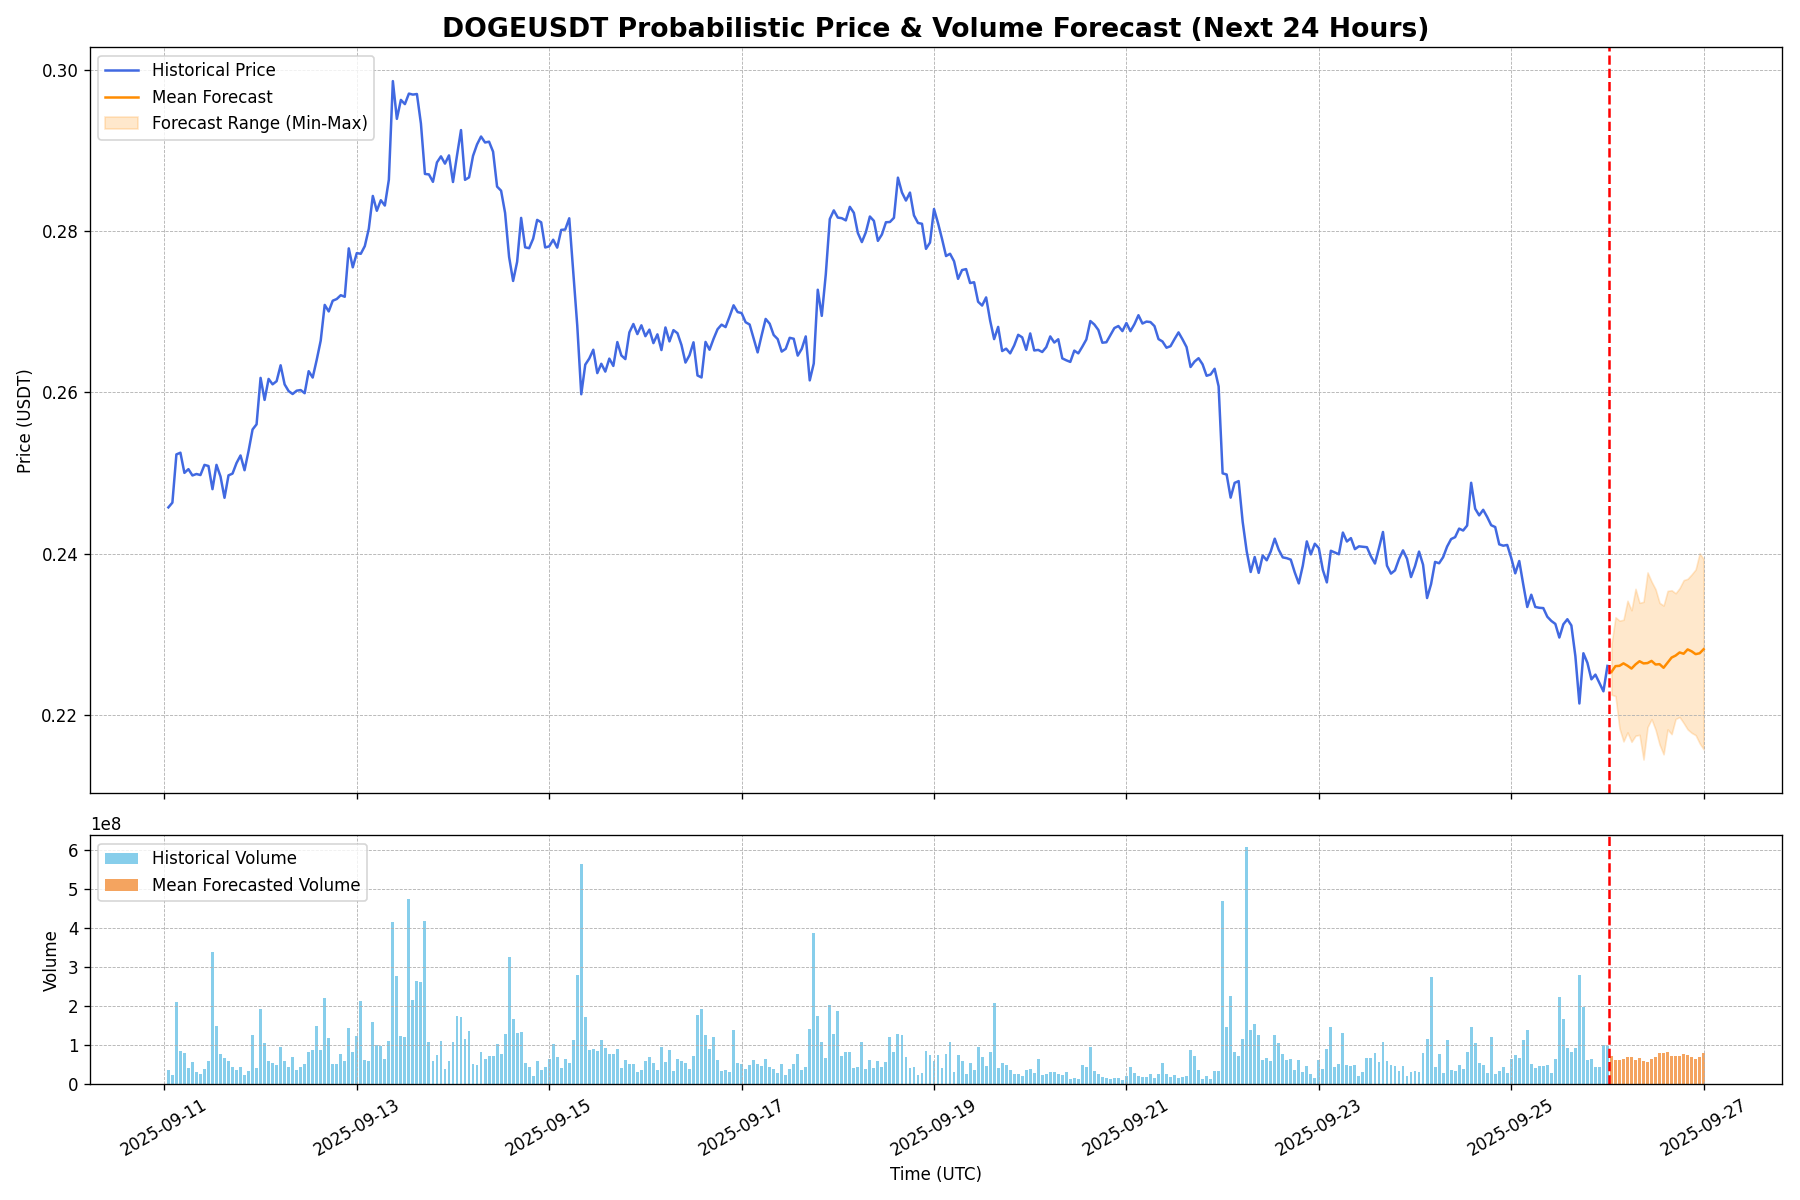 DOGEUSDT Probabilistic Price & Volume Forecast (Next 24 Hours)
Historical Price
Mean Forecast
Forecast Range (Min-Max)
0.30
0.28
0.26
0.24
0.22
Price (USDT)
1e8
Historical Volume
Mean Forecasted Volume
6
5
4
3
2
1
0
Volume
2025-09-11
2025-09-13
2025-09-15
2025-09-17
2025-09-19
2025-09-21
2025-09-23
2025-09-25
2025-09-27
Time (UTC)